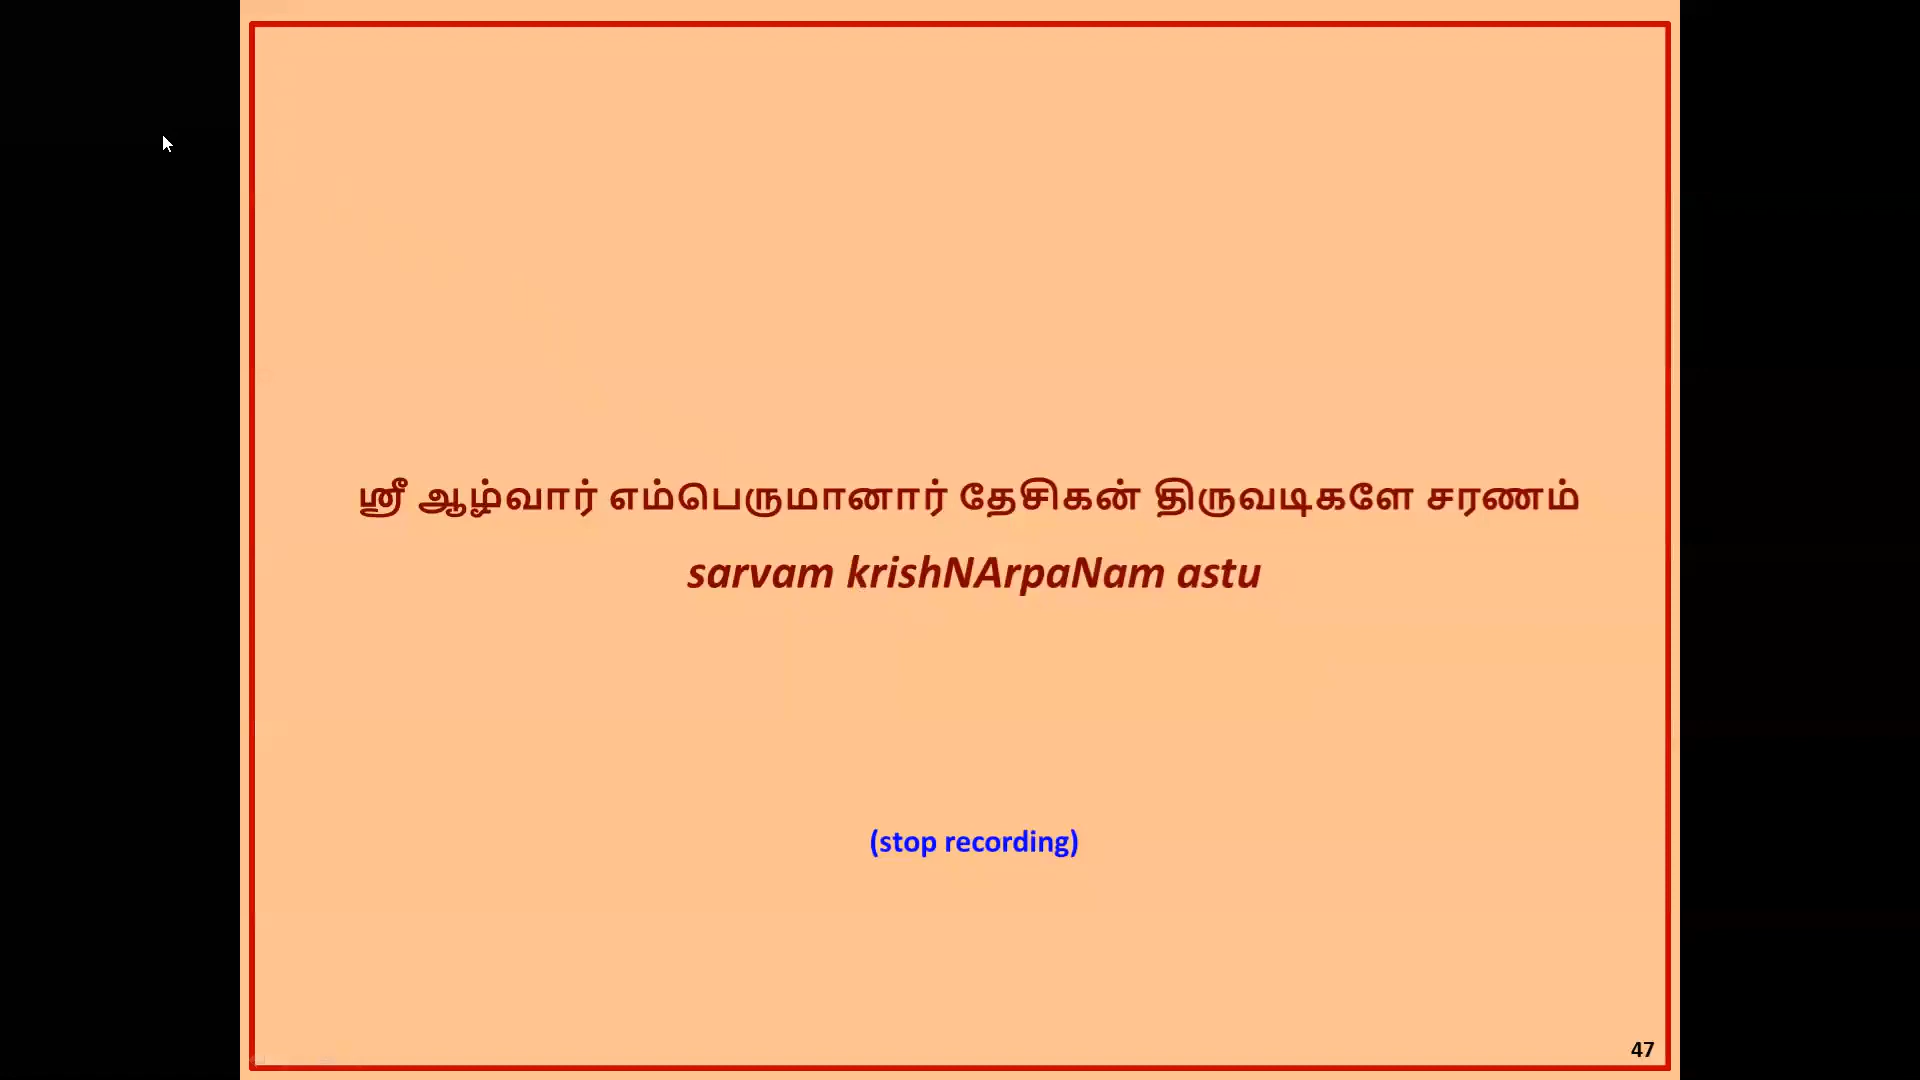 ஸ்ரீ ஆழ்வார் எம்பெருமானார் தேசிகன் திருவடிகளே சரணம்
sarvam krishNArpaNam astu
(stop recording)
47